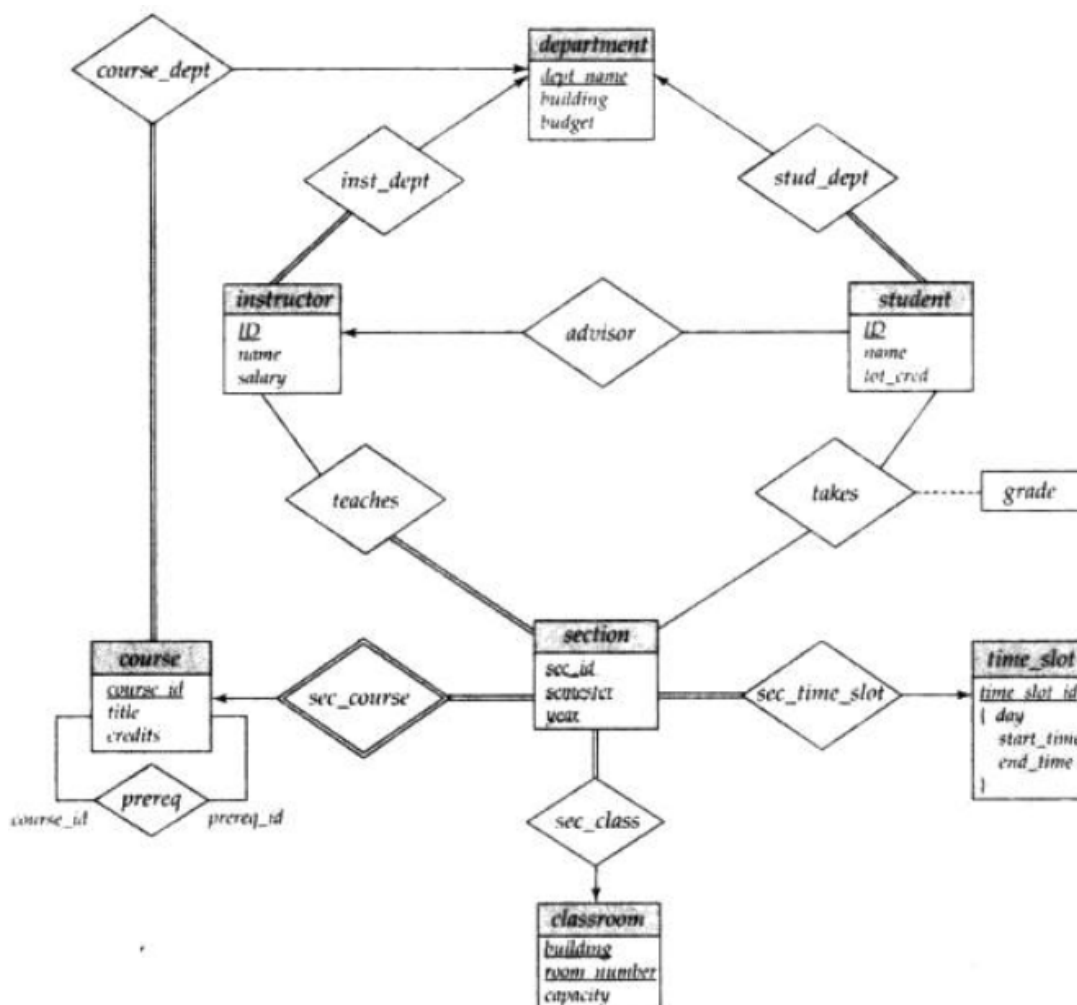 department
course_dept
dept_name
building
budget
inst_dept
stud_dept
instructor
ID
name
salary
advisor
student
ID
name
tot_cred
teaches
takes
grade
course
course_id
title
credits
sec_course
section
sec_id
semester
year
sec_time_slot
time_slot
time_slot_id
{ day
start_time
end_time
}
prereq
course_id
prereq_id
sec_class
classroom
building
room_number
capacity